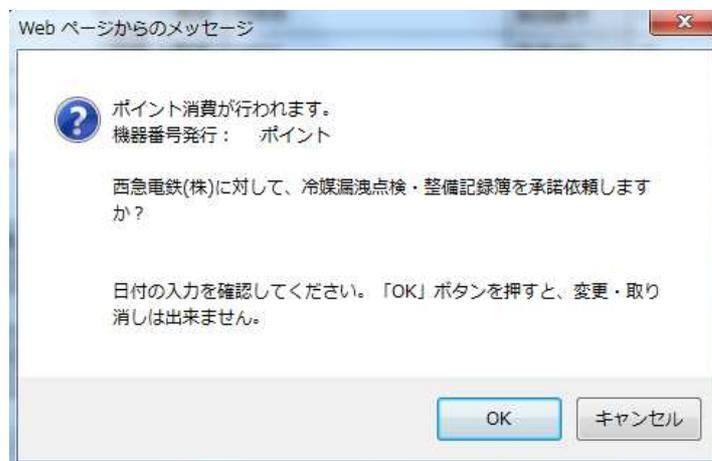 Web ページからのメッセージ
ポイント消費が行われます。
機器番号発行： ポイント
西急電鉄(株)に対して、冷媒漏洩点検・整備記録簿を承諾依頼します
か？
日付の入力を確認してください。「OK」ボタンを押すと、変更・取り
消しは出来ません。
OK
キャンセル